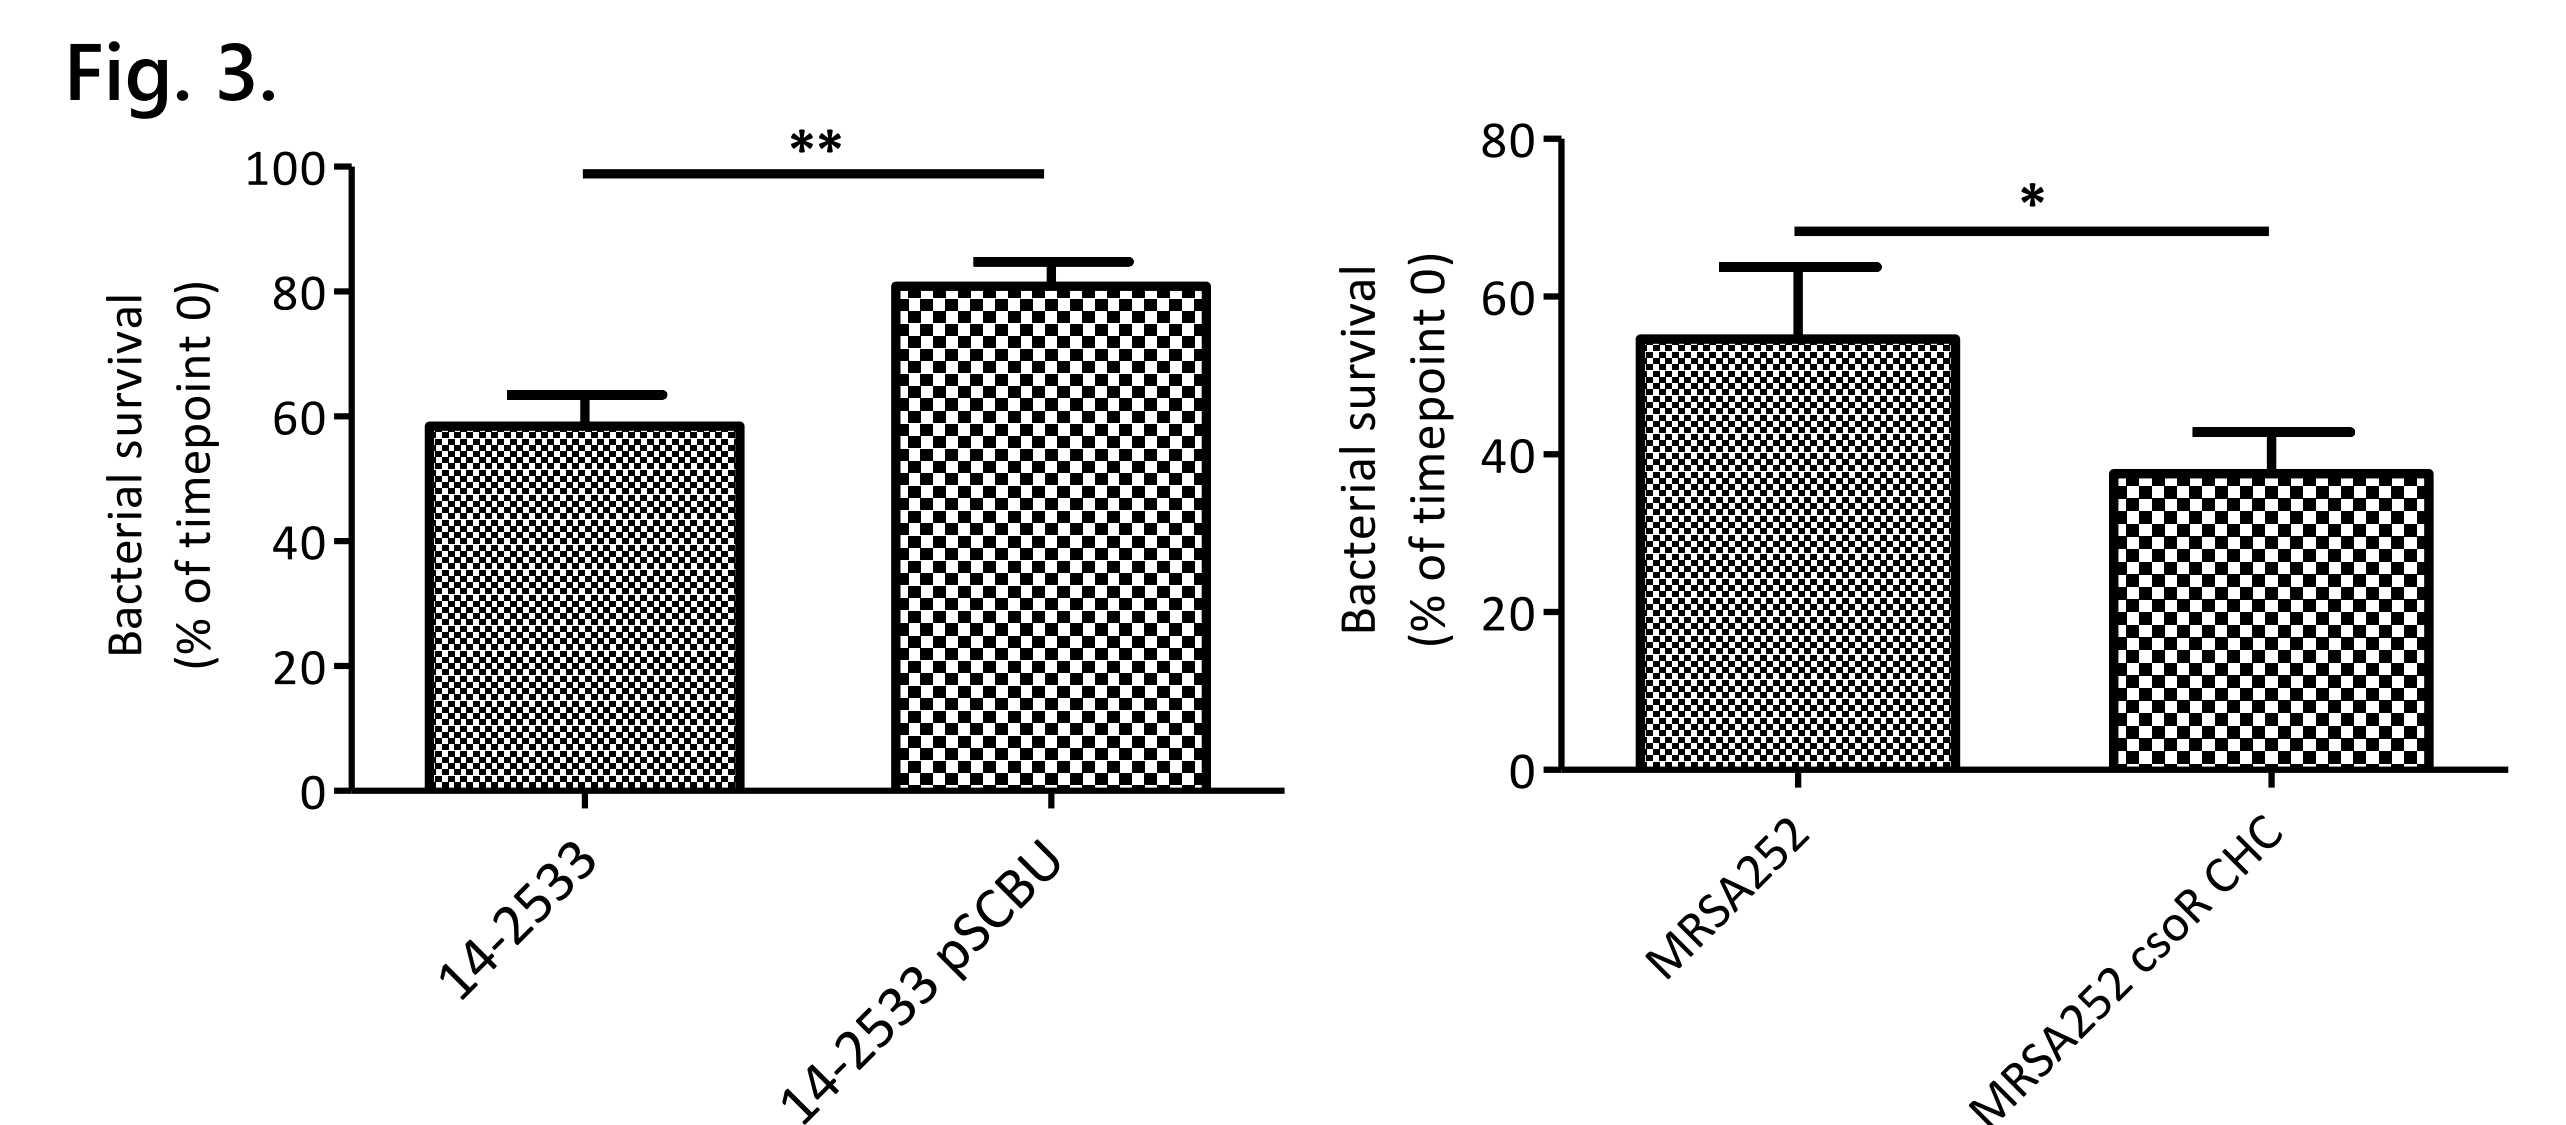 Fig. 3.
**
100
80
60
40
20
0
Bacterial survival
(% of timepoint 0)
14-2533
14-2533 pSCBU
*
80
60
40
20
0
Bacterial survival
(% of timepoint 0)
MRSA252
MRSA252 csoR CHC